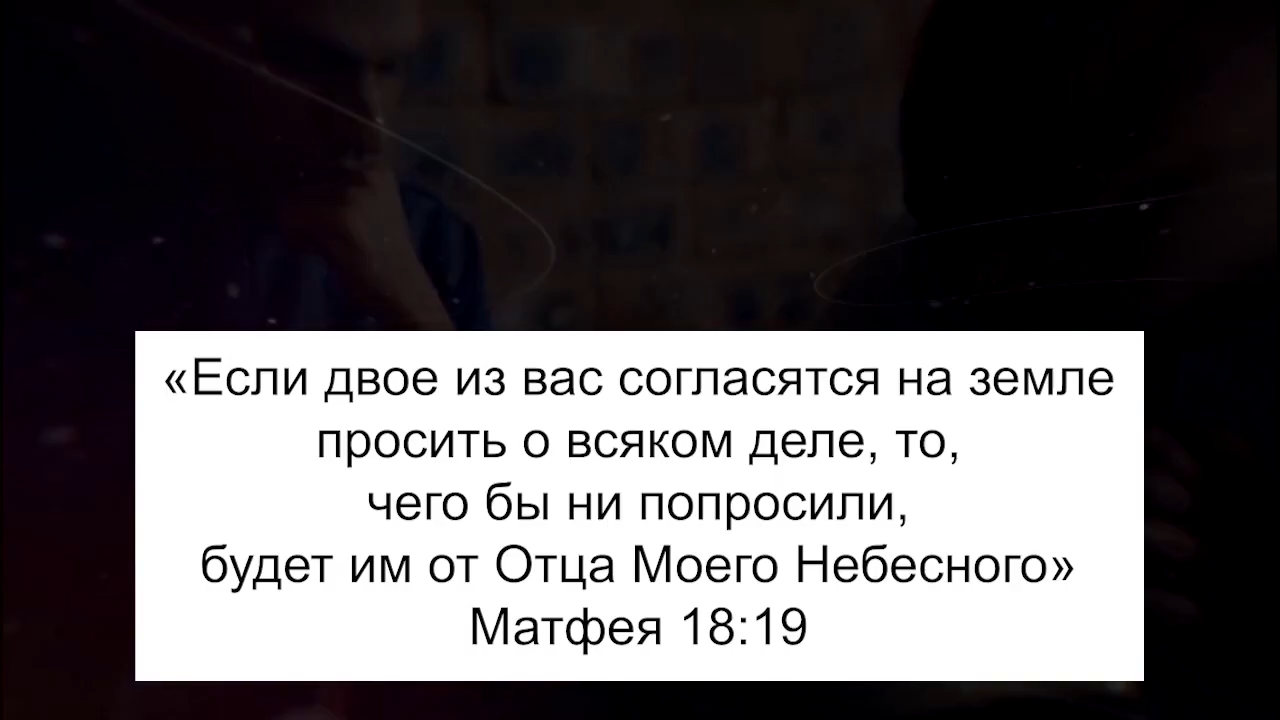 «Если двое из вас согласятся на земле
просить о всяком деле, то,
чего бы ни попросили,
будет им от Отца Моего Небесного»
Матфея 18:19